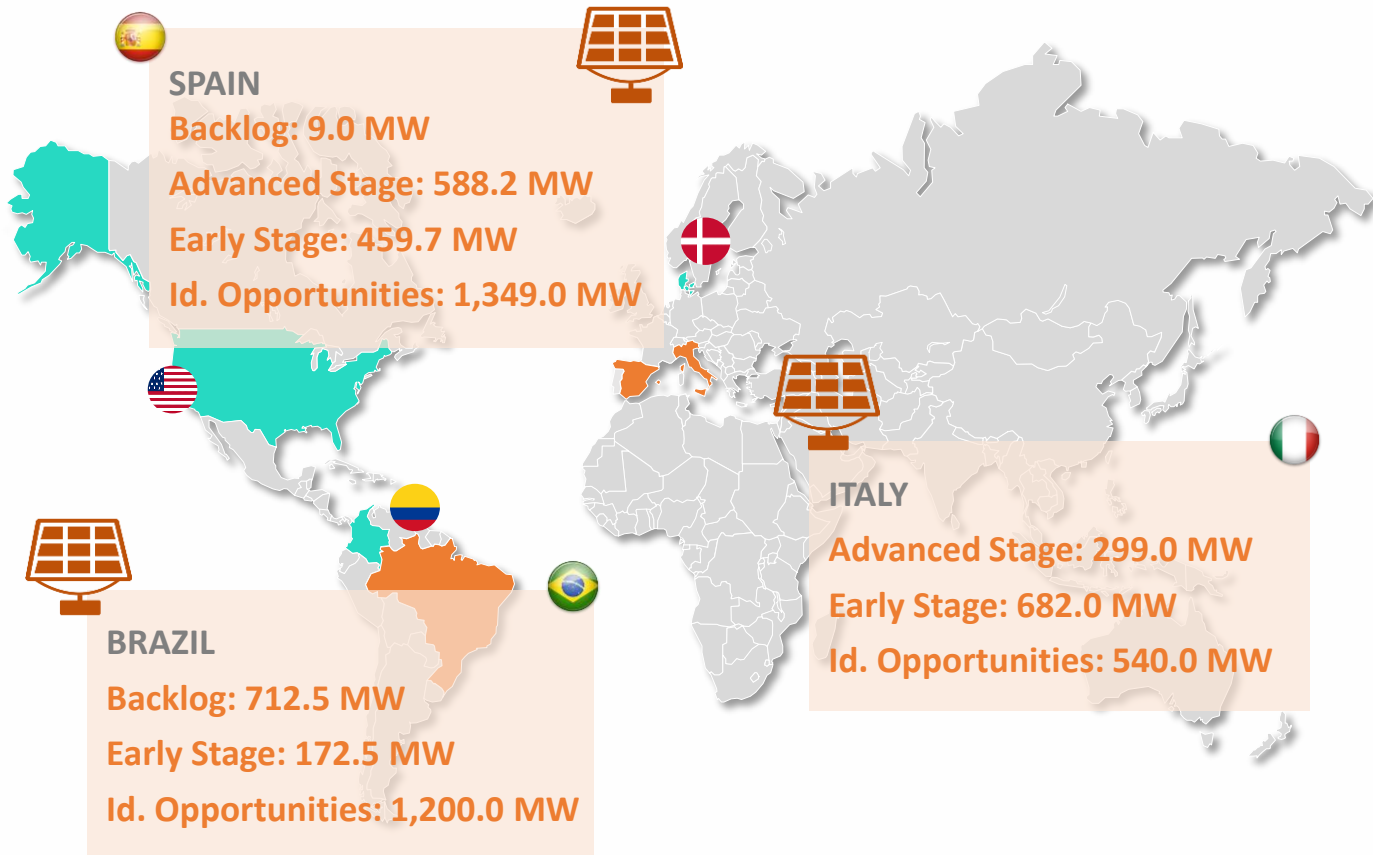 SPAIN
Backlog: 9.0 MW
Advanced Stage: 588.2 MW
Early Stage: 459.7 MW
Id. Opportunities: 1,349.0 MW
ITALY
Advanced Stage: 299.0 MW
Early Stage: 682.0 MW
Id. Opportunities: 540.0 MW
BRAZIL
Backlog: 712.5 MW
Early Stage: 172.5 MW
Id. Opportunities: 1,200.0 MW